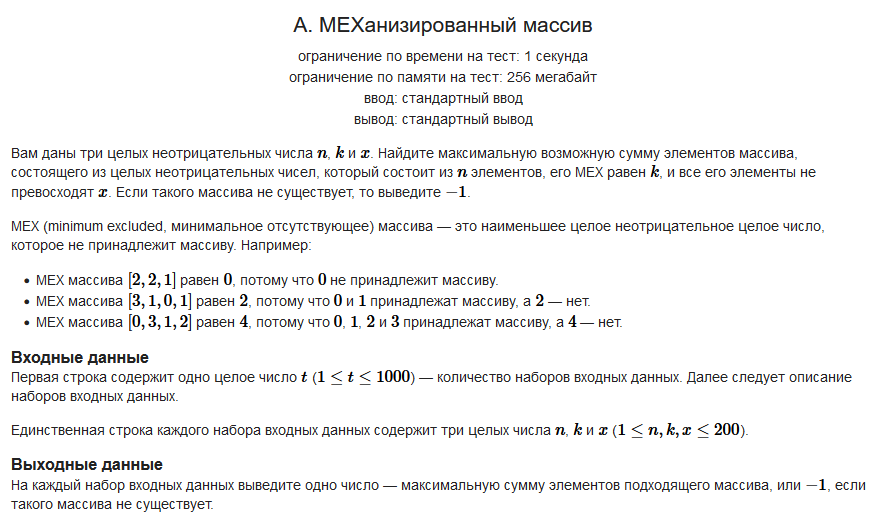 А. МЕХанизированный массив
ограничение по времени на тест: 1 секунда
ограничение по памяти на тест: 256 мегабайт
ввод: стандартный ввод
вывод: стандартный вывод
Вам даны три целых неотрицательных числа n, k и x. Найдите максимальную возможную сумму элементов массива,
состоящего из целых неотрицательных чисел, который состоит из n элементов, его MEX равен k, и все его элементы не
превосходят x. Если такого массива не существует, то выведите −1.
MEX (minimum excluded, минимальное отсутствующее) массива — это наименьшее целое неотрицательное целое число,
которое не принадлежит массиву. Например:
• MEX массива [2, 2, 1] равен 0, потому что 0 не принадлежит массиву.
• MEX массива [3, 1, 0, 1] равен 2, потому что 0 и 1 принадлежат массиву, а 2 — нет.
• MEX массива [0, 3, 1, 2] равен 4, потому что 0, 1, 2 и 3 принадлежат массиву, а 4 — нет.
Входные данные
Первая строка содержит одно целое число t (1 ≤ t ≤ 1000) — количество наборов входных данных. Далее следует описание
наборов входных данных.
Единственная строка каждого набора входных данных содержит три целых числа n, k и x (1 ≤ n, k, x ≤ 200).
Выходные данные
На каждый набор входных данных выведите одно число — максимальную сумму элементов подходящего массива, или −1, если
такого массива не существует.